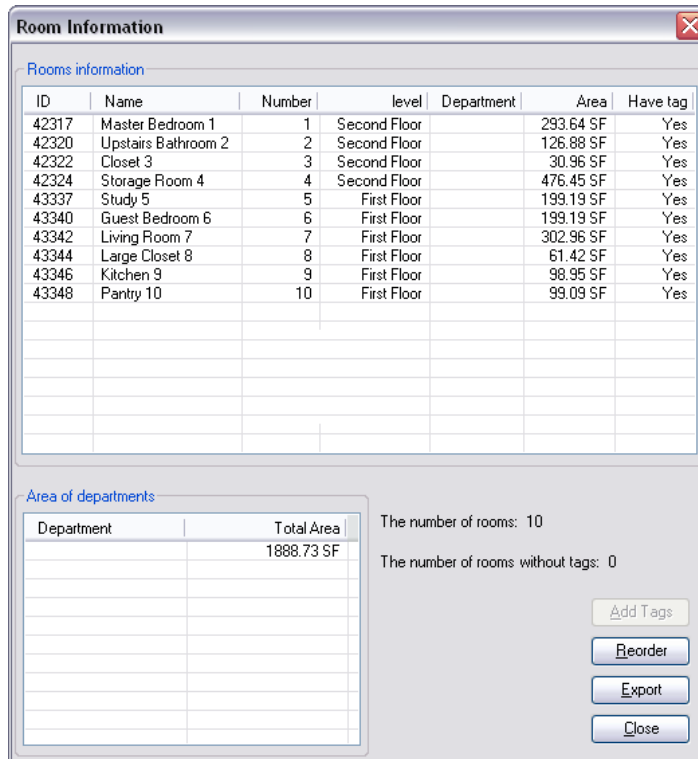 Room Information
Rooms information
ID Name Number level Department Area Have tag
42317 Master Bedroom 1 1 Second Floor 293.64 SF Yes
42320 Upstairs Bathroom 2 2 Second Floor 126.88 SF Yes
42322 Closet 3 3 Second Floor 30.96 SF Yes
42324 Storage Room 4 4 Second Floor 476.45 SF Yes
43337 Study 5 5 First Floor 199.19 SF Yes
43340 Guest Bedroom 6 6 First Floor 199.19 SF Yes
43342 Living Room 7 7 First Floor 302.96 SF Yes
43344 Large Closet 8 8 First Floor 61.42 SF Yes
43346 Kitchen 9 9 First Floor 98.95 SF Yes
43348 Pantry 10 10 First Floor 99.09 SF Yes
Area of departments
Department Total Area
1888.73 SF
The number of rooms: 10
The number of rooms without tags: 0
Add Tags
Reorder
Export
Close